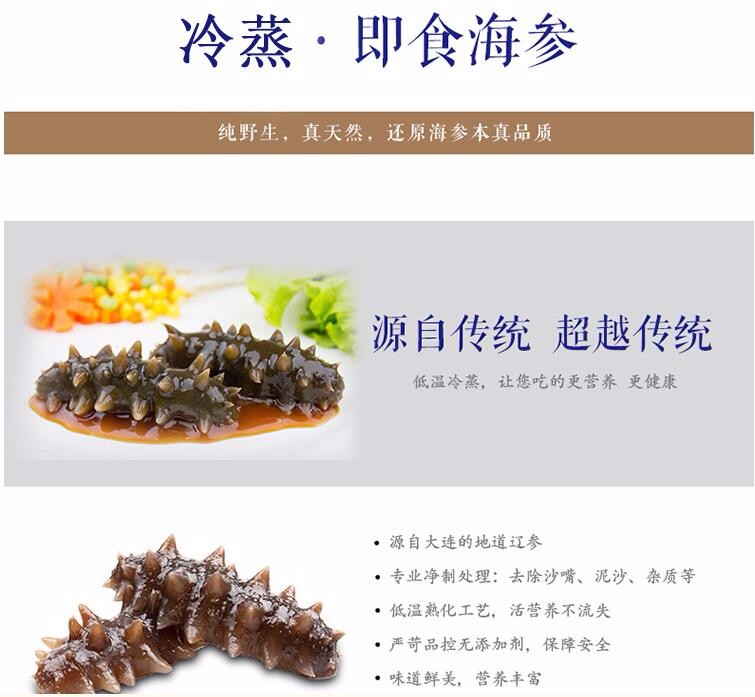 冷蒸·即食海参
纯野生，真天然，还原海参本真品质
源自传统 超越传统
低温冷蒸，让您吃的更营养 更健康
• 源自大连的地道辽参
• 专业净制处理：去除沙嘴、泥沙、杂质等
• 低温熟化工艺，活营养不流失
• 严苛品控无添加剂，保障安全
• 味道鲜美，营养丰富